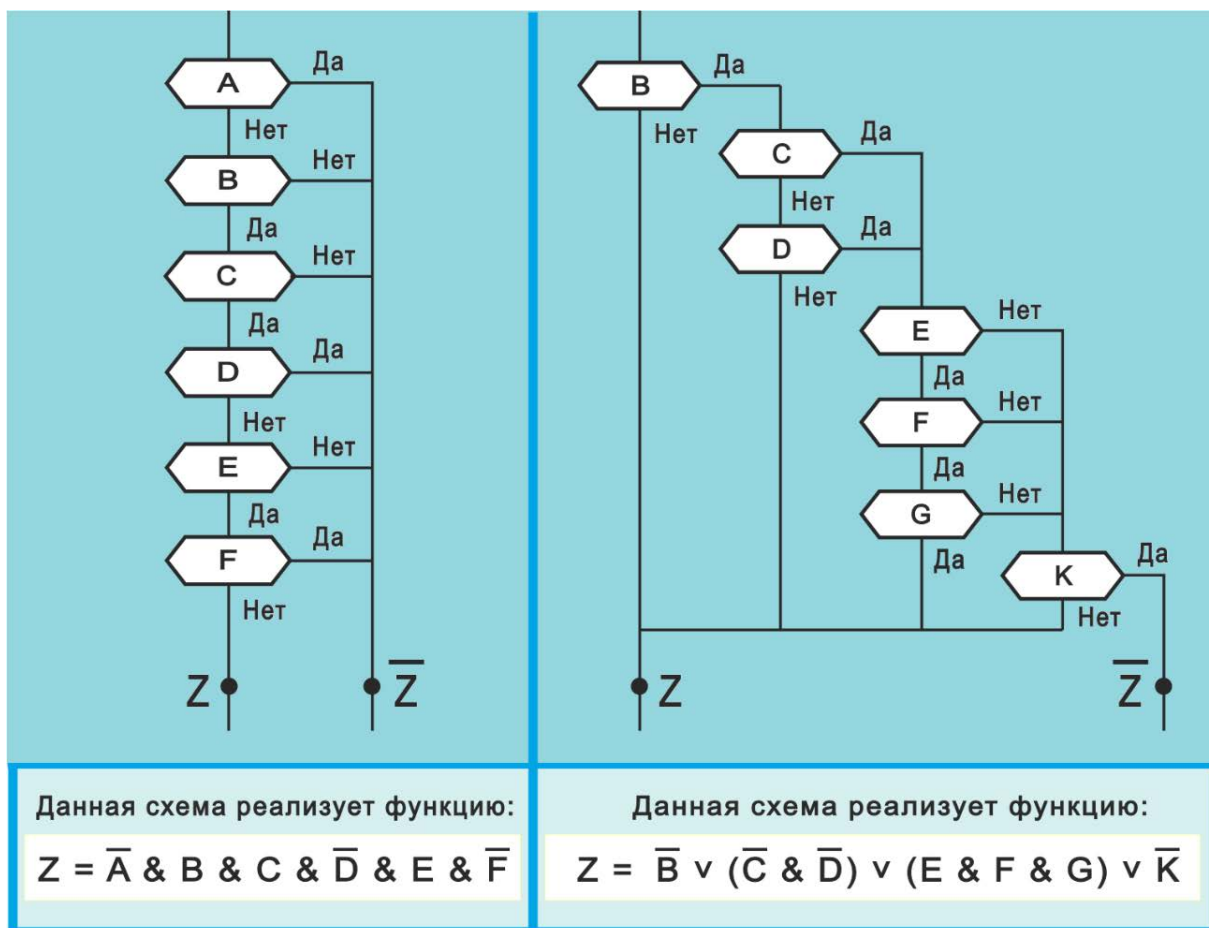 A
Да
Нет
B
Нет
Да
C
Нет
Да
D
Да
Нет
E
Нет
Да
F
Да
Нет
Z
Z̅
Данная схема реализует функцию:
Z = A̅ & B & C & D̅ & E & F̅
B
Да
Нет
C
Да
Нет
D
Да
Нет
E
Нет
Да
F
Нет
Да
G
Нет
Да
K
Да
Нет
Z
Z̅
Данная схема реализует функцию:
Z = B̅ v (C̅ & D̅) v (E & F & G) v K̅